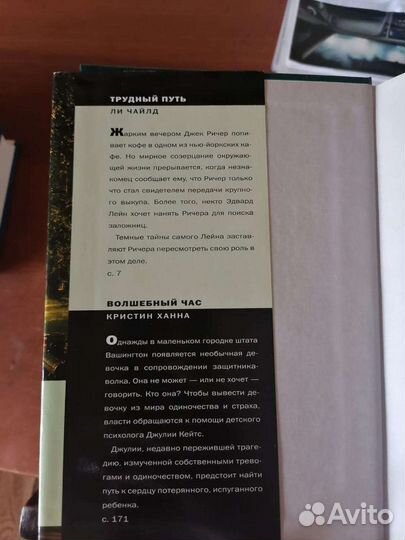 ТРУДНЫЙ ПУТЬ
ЛИ ЧАЙЛД
Жарким вечером Джек Ричер попи-
вает кофе в одном из нью-йоркских ка-
фе. Но мирное созерцание окружаю-
щей жизни прерывается, когда незна-
комец сообщает ему, что Ричер только
что стал свидетелем передачи крупно-
го выкупа. Более того, некто Эдвард
Лейн хочет нанять Ричера для поиска
заложниц.
Темные тайны самого Лейна застав-
ляют Ричера пересмотреть свою роль в
этом деле.
с. 7
ВОЛШЕБНЫЙ ЧАС
КРИСТИН ХАННА
Однажды в маленьком городке штата
Вашингтон появляется необычная де-
вочка в сопровождении защитника-
волка. Она не может — или не хочет —
говорить. Кто она? Чтобы вывести де-
вочку из мира одиночества и страха,
власти обращаются к помощи детского
психолога Джулии Кейтс.
Джулии, недавно пережившей траге-
дию, измученной собственными трево-
гами и одиночеством, предстоит найти
путь к сердцу потерянного, испуганного
ребенка.
с. 171
Avito